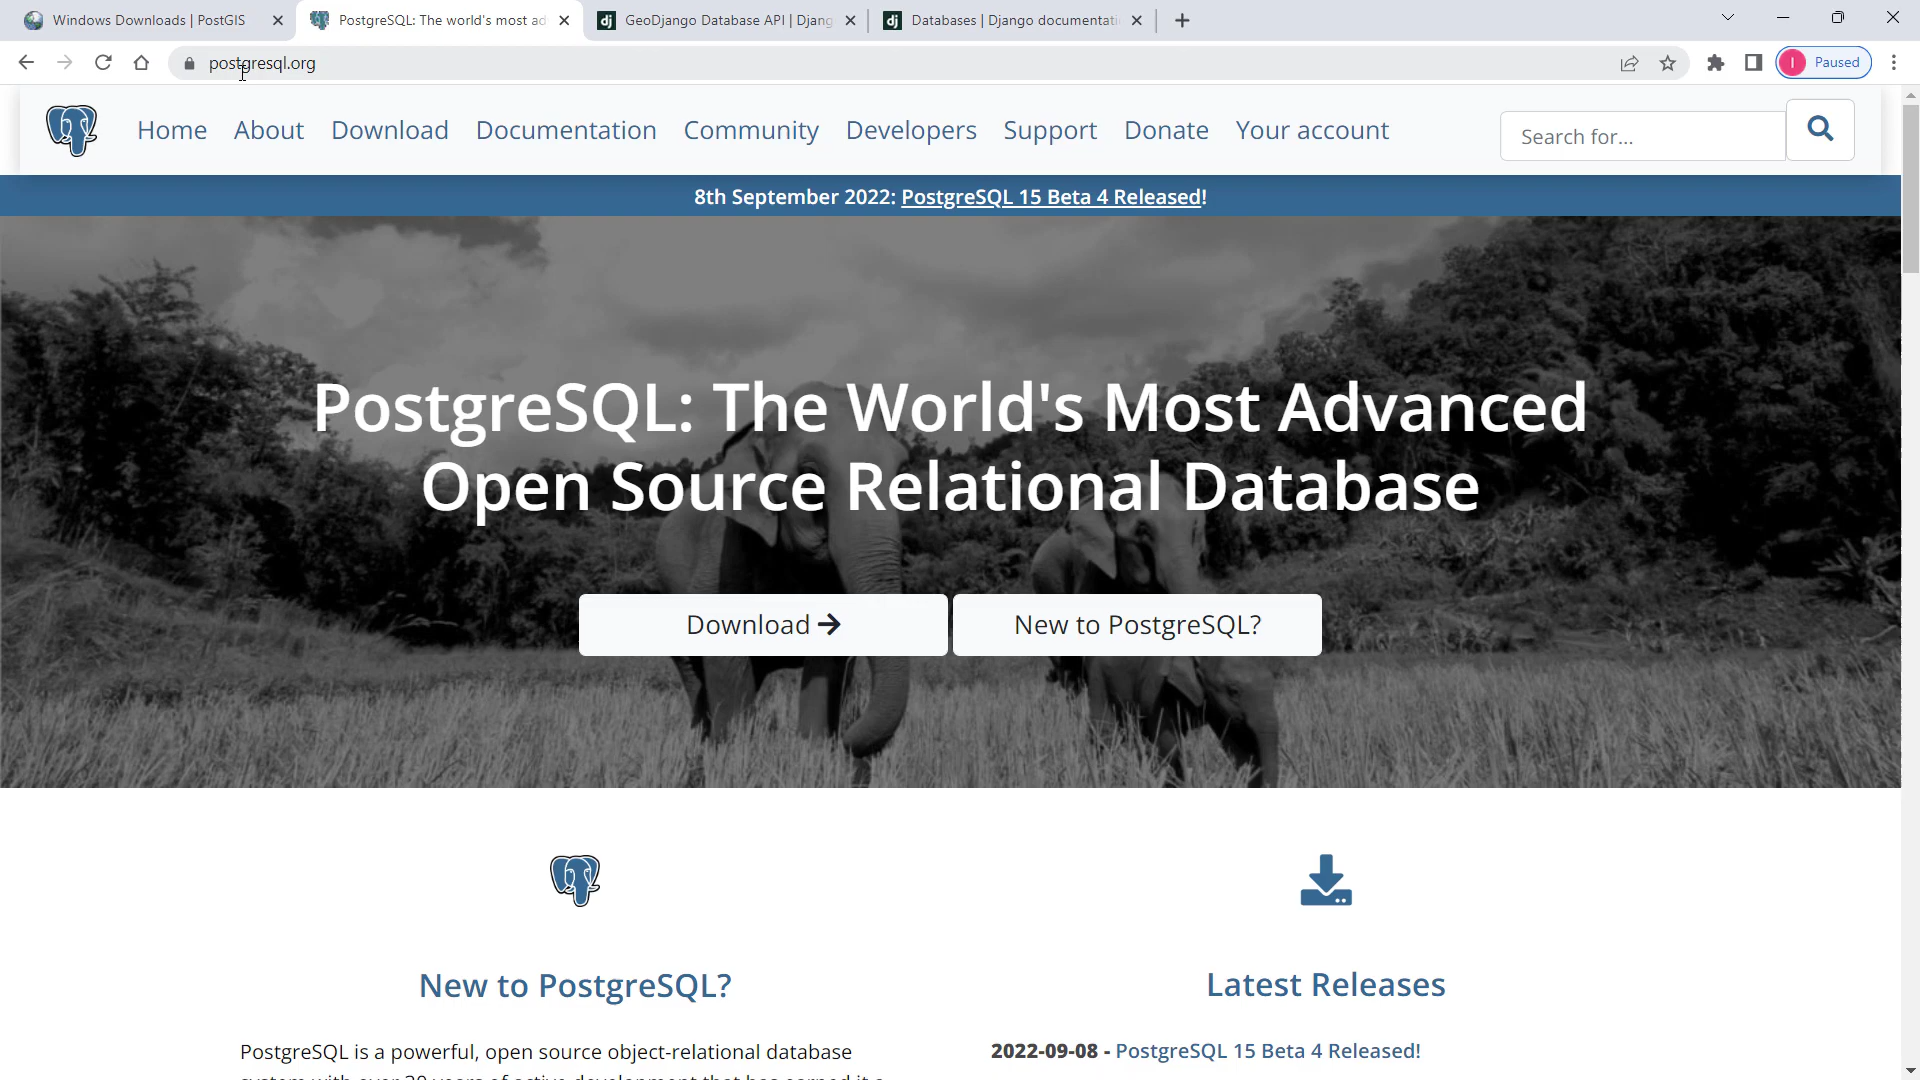 Windows Downloads | PostGIS
PostgreSQL: The world's most ad
GeoDjango Database API | Djang
Databases | Django documentati
postgresql.org
Paused
Home About Download Documentation Community Developers Support Donate Your account
Search for...
8th September 2022: PostgreSQL 15 Beta 4 Released!
PostgreSQL: The World's Most Advanced
Open Source Relational Database
Download
New to PostgreSQL?
New to PostgreSQL?
Latest Releases
PostgreSQL is a powerful, open source object-relational database
2022-09-08 - PostgreSQL 15 Beta 4 Released!